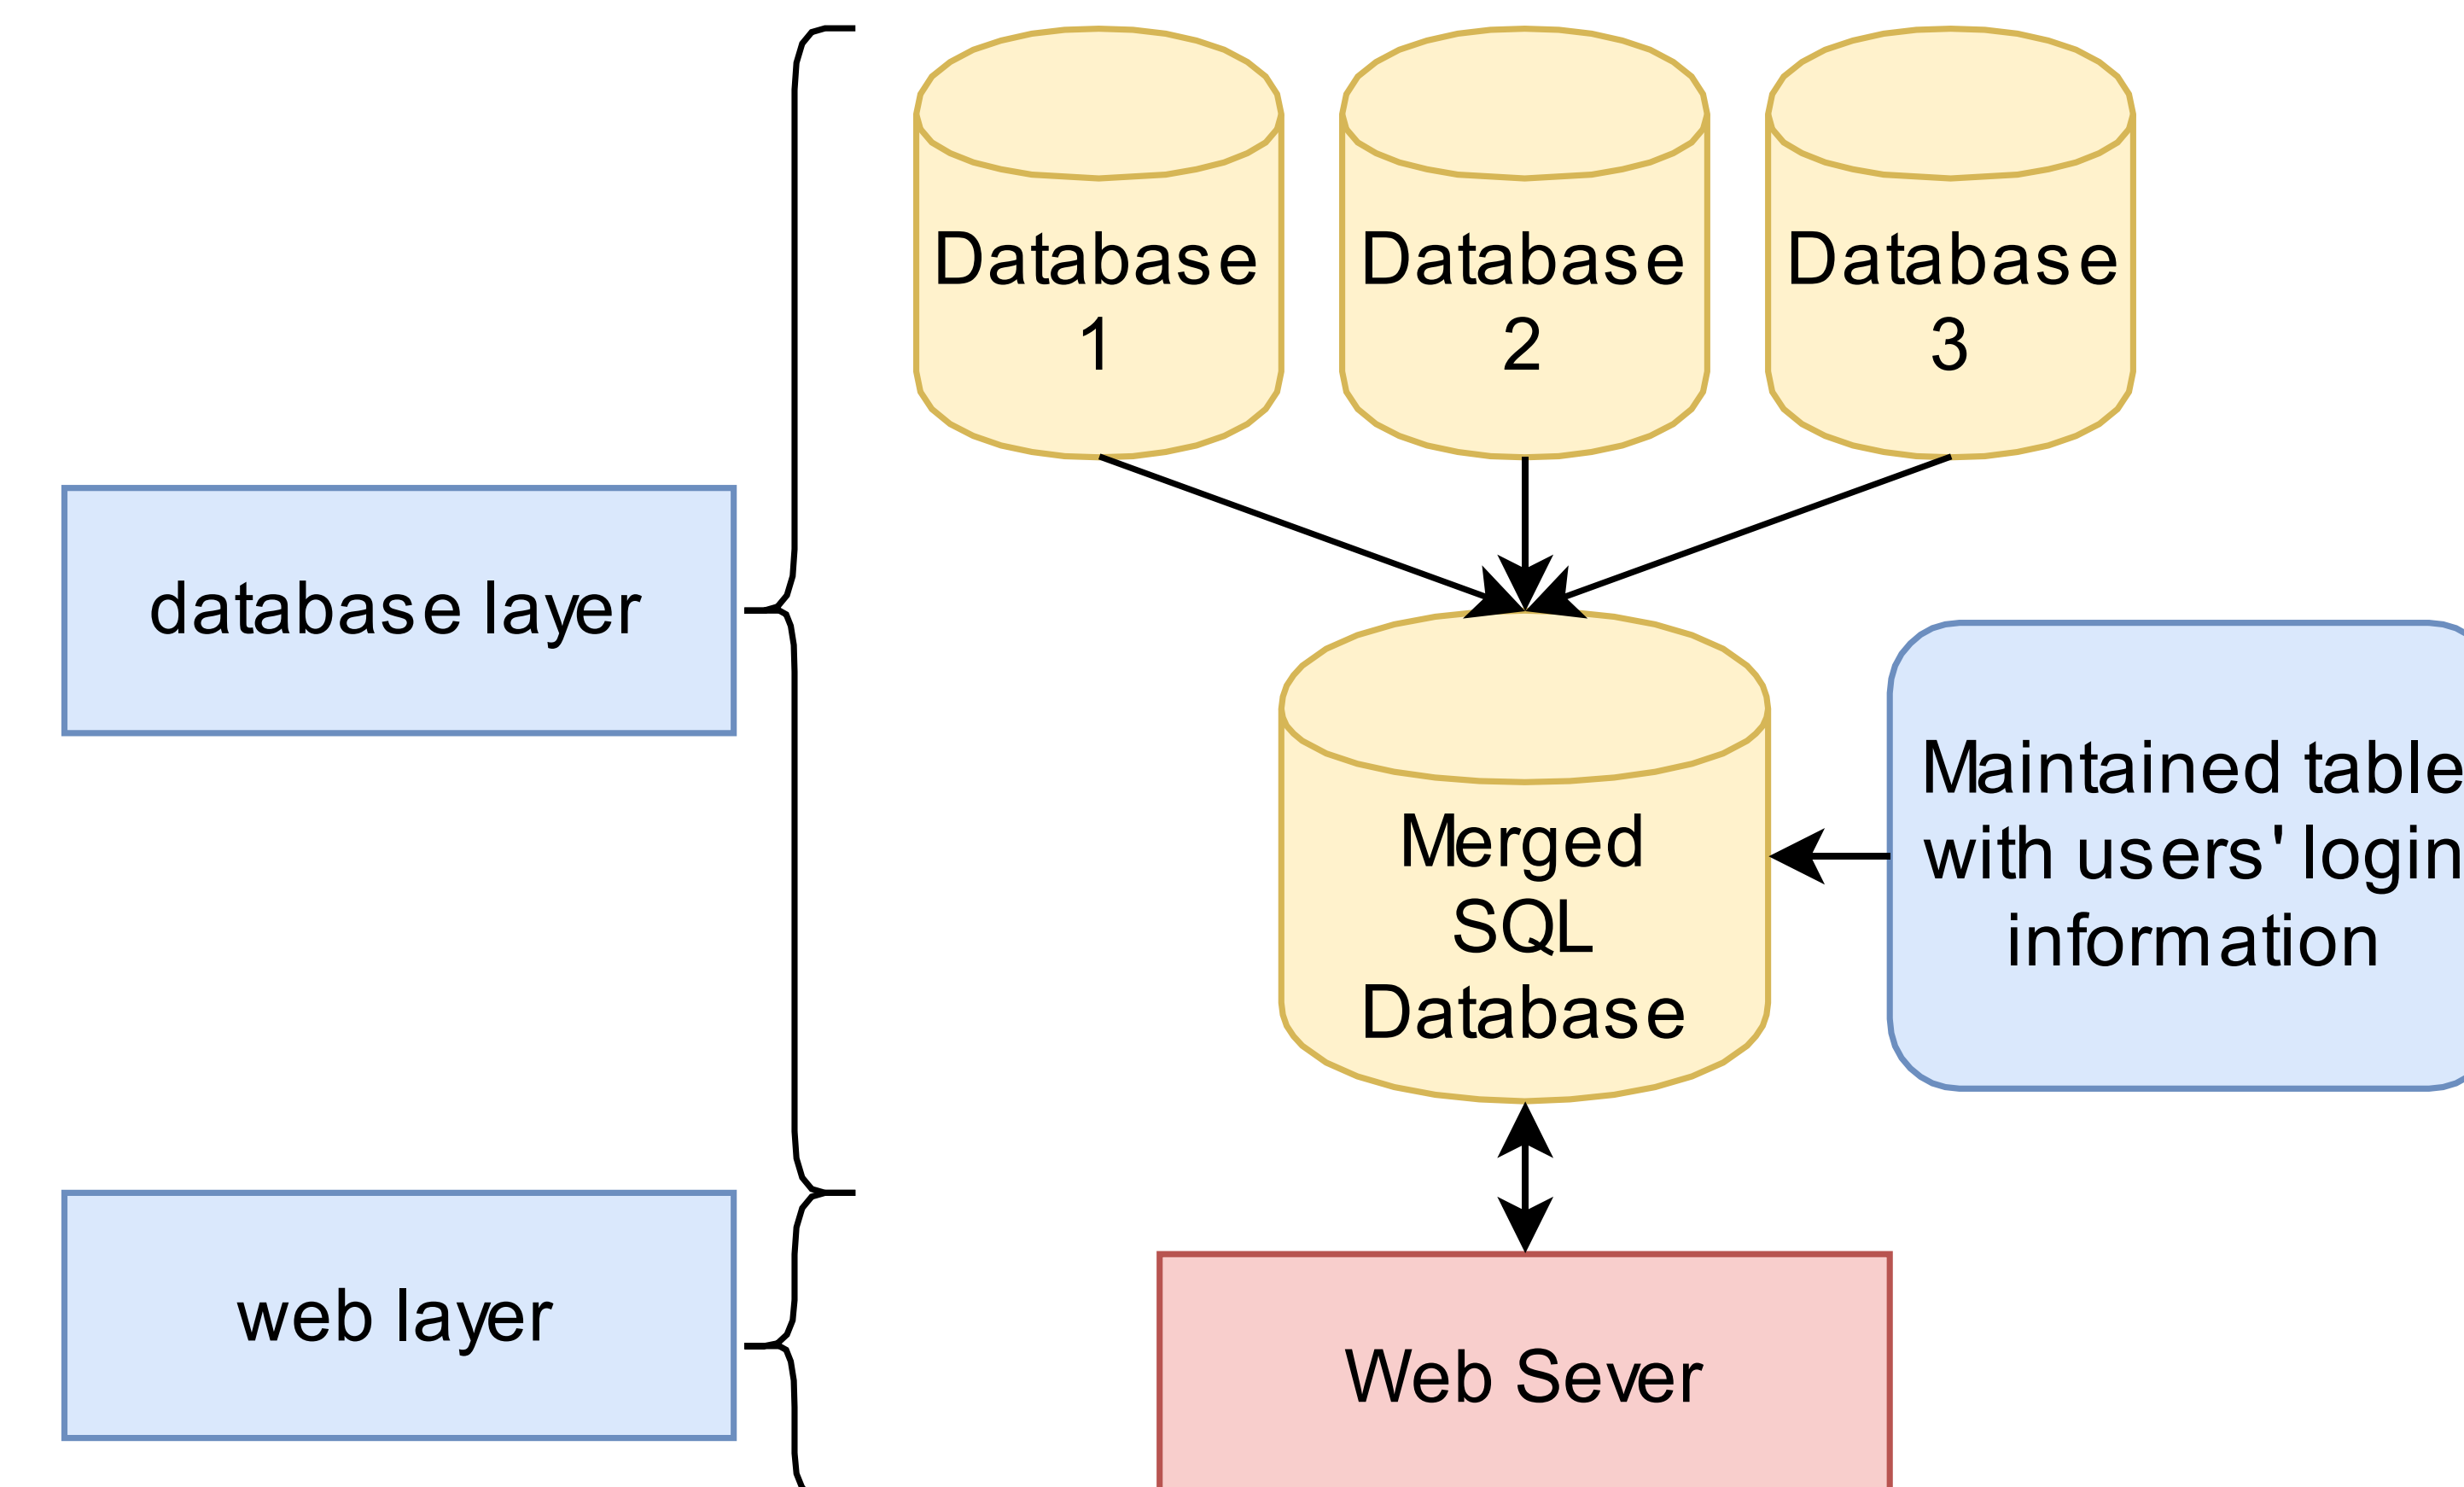 Database
1
Database
2
Database
3
database layer
Maintained table
with users' login
information
Merged
SQL
Database
web layer
Web Sever